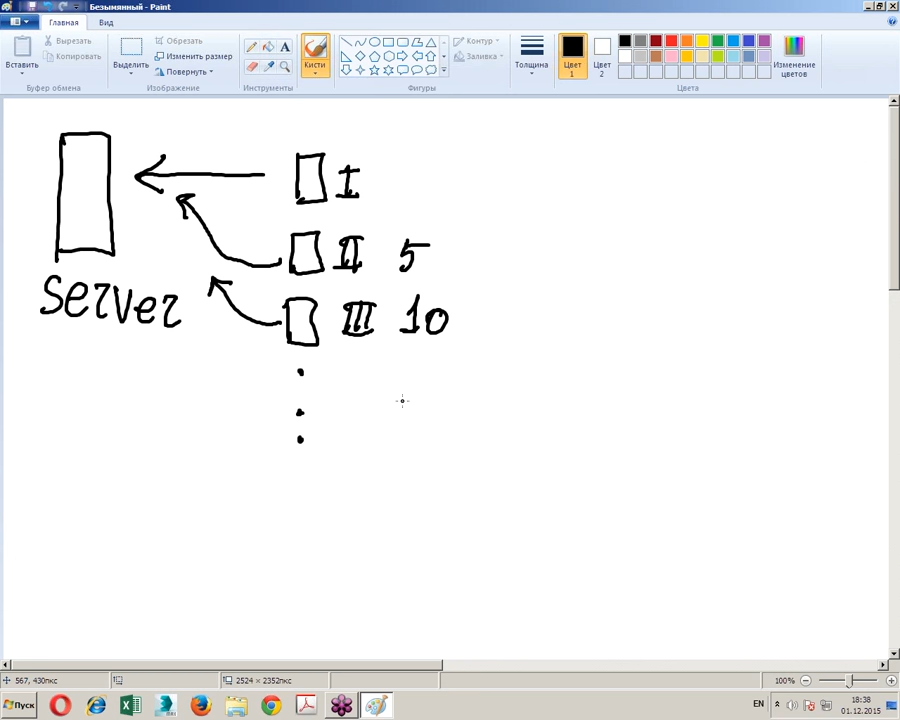 Безымянный - Paint
Главная Вид
Вставить
Вырезать
Копировать
Буфер обмена
Выделить
Обрезать
Изменить размер
Повернуть
Изображение
A
Инструменты
Кисти
Контур
Заливка
Фигуры
Толщина
Цвет 1
Цвет 2
Изменение цветов
Цвета
I
II 5
III 10
Server
567, 430пкс
2524 × 2352пкс
100%
Пуск
EN
18:38
01.12.2015